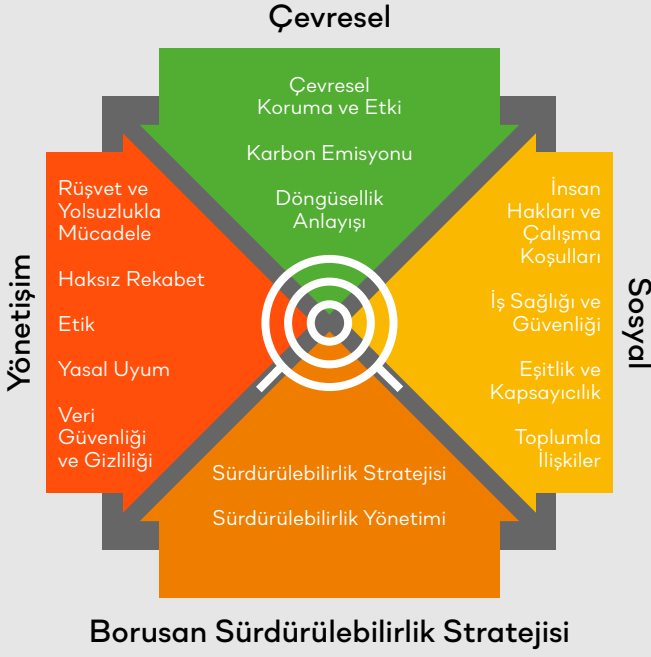 Çevresel
Çevresel
Koruma ve Etki
Karbon Emisyonu
Döngüsellik
Anlayışı
Yönetişim
Rüşvet ve
Yolsuzlukla
Mücadele
Haksız Rekabet
Etik
Yasal Uyum
Veri
Güvenliği
ve Gizliliği
İnsan
Hakları ve
Çalışma
Koşulları
İş Sağlığı ve
Güvenliği
Eşitlik ve
Kapsayıcılık
Toplumla
İlişkiler
Sosyal
Sürdürülebilirlik Stratejisi
Sürdürülebilirlik Yönetimi
Borusan Sürdürülebilirlik Stratejisi